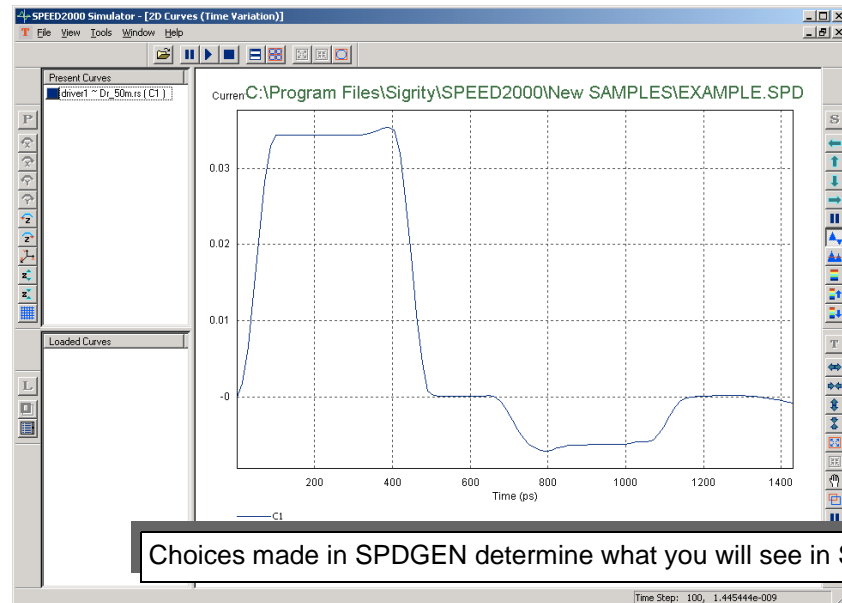 SPEED2000 Simulator - [2D Curves (Time Variation)]
File View Tools Window Help
Present Curves
driver1 ~ Dr_50m.rs ( C1 )
Curren C:\Program Files\Sigrity\SPEED2000\New SAMPLES\EXAMPLE.SPD
0.03
0.02
0.01
-0
200 400 600 800 1000 1200 1400
Time (ps)
C1
Loaded Curves
P
L
S
T
Choices made in SPDGEN determine what you will see in S
Time Step: 100, 1.445444e-009